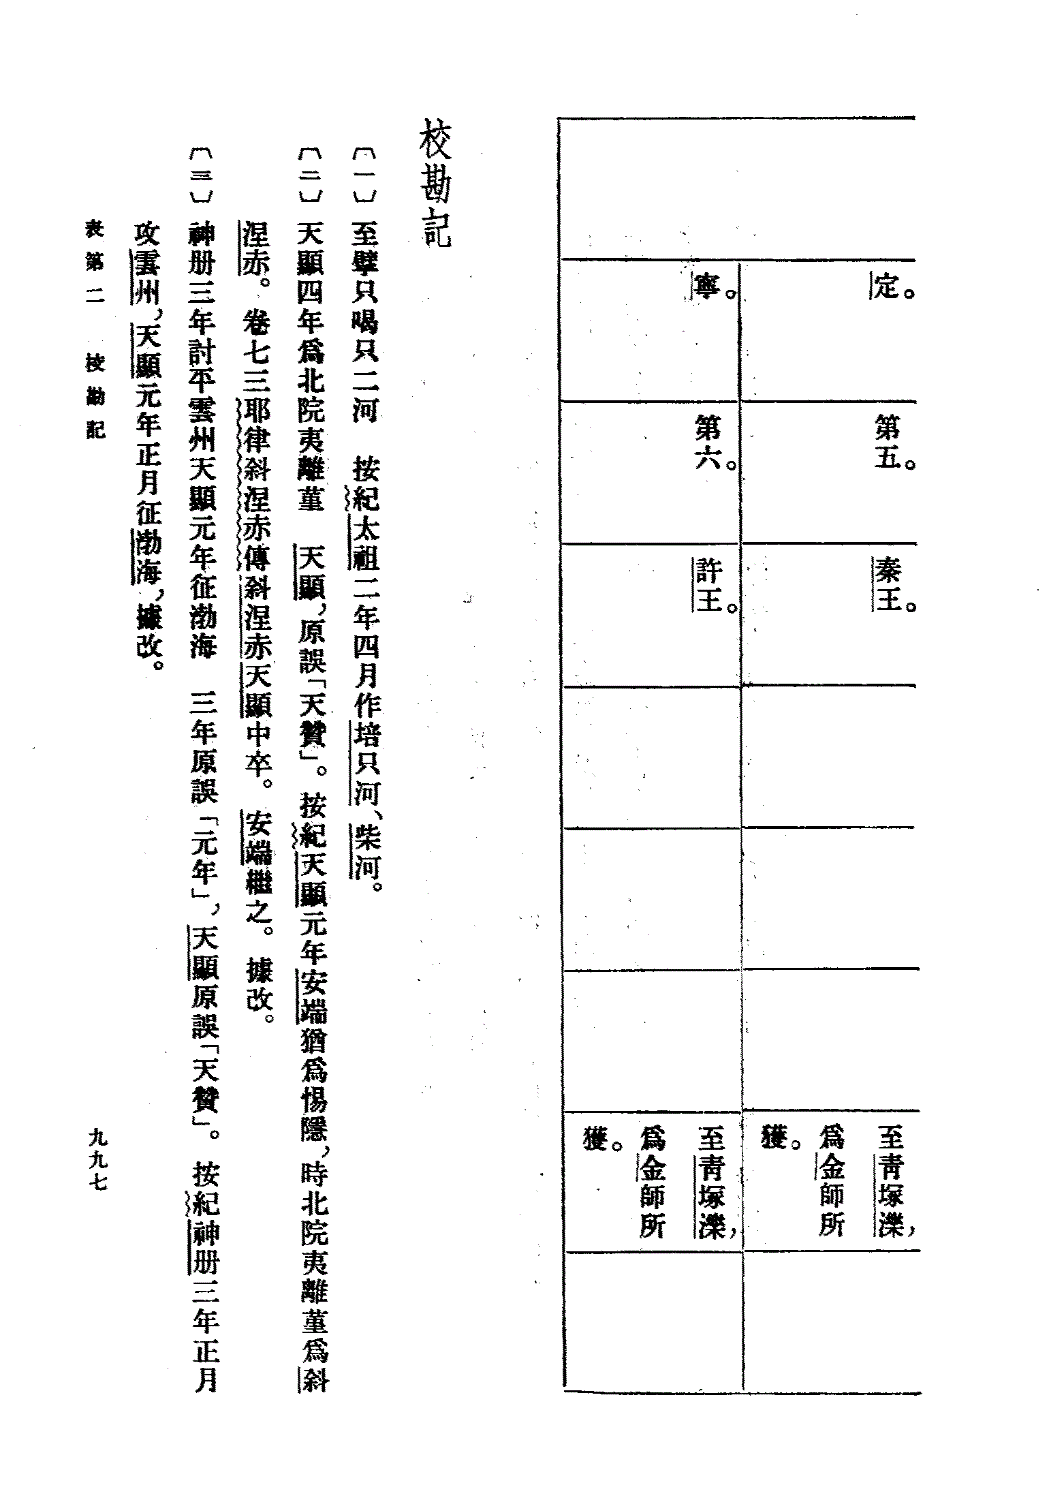 定。
第五。
秦王。
至青塚濼，
爲金師所
獲。
寧。
第六。
許王。
至青塚濼，
爲金師所
獲。
校勘記
〔一〕至擘只喝只二河　按紀太祖二年四月作培只河、柴河。
〔二〕天顯四年爲北院夷離堇　天顯，原誤「天贊」。按紀天顯元年安端猶爲惕隱，時北院夷離堇爲斜
涅赤。卷七三耶律斜涅赤傳斜涅赤天顯中卒。安端繼之。據改。
〔三〕神册三年討平雲州天顯元年征渤海　三年原誤「元年」，天顯原誤「天贊」。按紀神册三年正月
攻雲州，天顯元年正月征渤海，據改。
表第二　校勘記
九九七